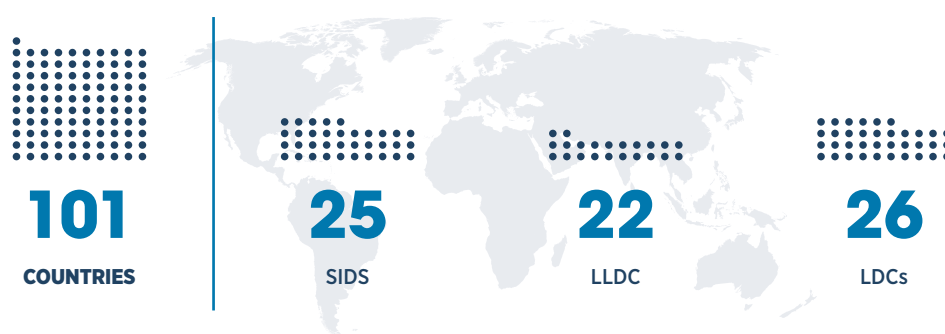 101
COUNTRIES
25
SIDS
22
LLDC
26
LDCs